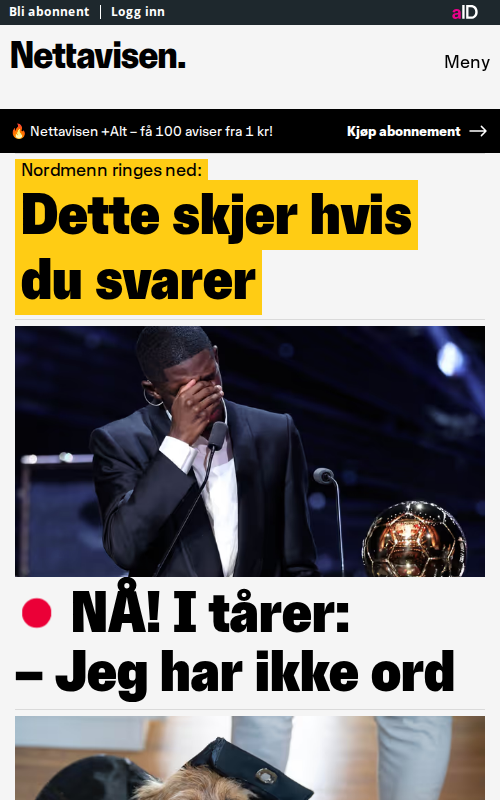 Bli abonnent
Logg inn
aID
Nettavisen.
Meny
Nettavisen +Alt – få 100 aviser fra 1 kr!
Kjøp abonnement
Nordmenn ringes ned:
Dette skjer hvis
du svarer
NÅ! I tårer:
– Jeg har ikke ord